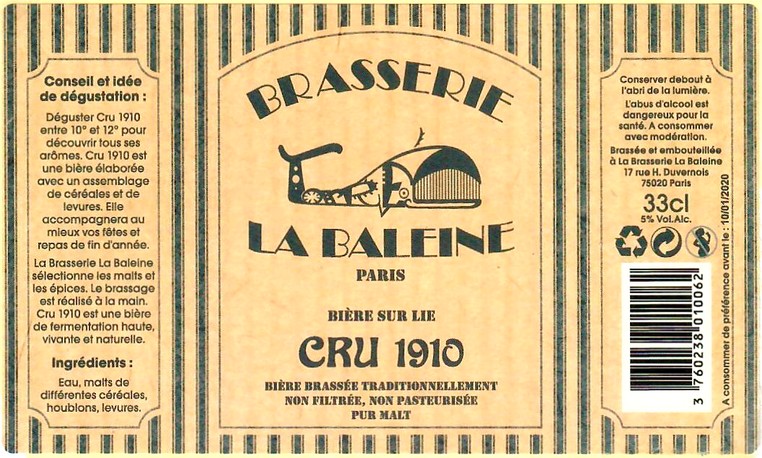 Conseil et idée
de dégustation :
Déguster Cru 1910
entre 10° et 12° pour
découvrir tous ses
arômes. Cru 1910 est
une bière élaborée
avec un assemblage
de céréales et de
levures. Elle
accompagnera au
mieux vos fêtes et
repas de fin d'année.
La Brasserie La Baleine
sélectionne les malts et
les épices. Le brassage
est réalisé à la main.
Cru 1910 est une bière
de fermentation haute,
vivante et naturelle.
Ingrédients :
Eau, malts de
différentes céréales,
houblons, levures.
BRASSERIE
LA BALEINE
PARIS
BIÈRE SUR LIE
CRU 1910
BIÈRE BRASSÉE TRADITIONNELLEMENT
NON FILTRÉE, NON PASTEURISÉE
PUR MALT
Conserver debout à
l'abri de la lumière.
L'abus d'alcool est
dangereux pour la
santé. A consommer
avec modération.
Brassée et embouteillée
à La Brasserie La Baleine
17 rue H. Duvernois
75020 Paris
33cl
5% Vol.Alc.
3 760238 010062
A consommer de préférence avant le : 10/01/2020